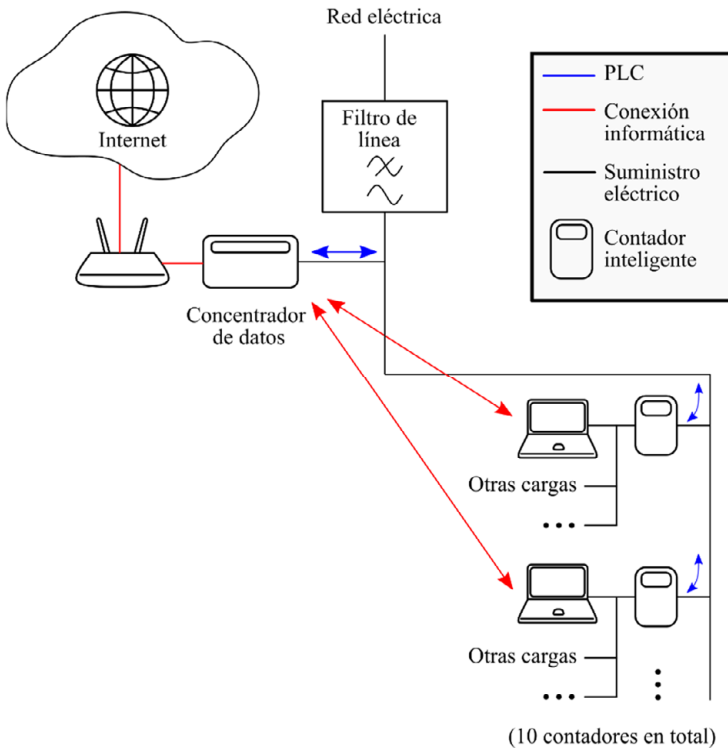 Red eléctrica
Internet
Filtro de
línea
PLC
Conexión
informática
Suministro
eléctrico
Contador
inteligente
Concentrador
de datos
Otras cargas
Otras cargas
(10 contadores en total)